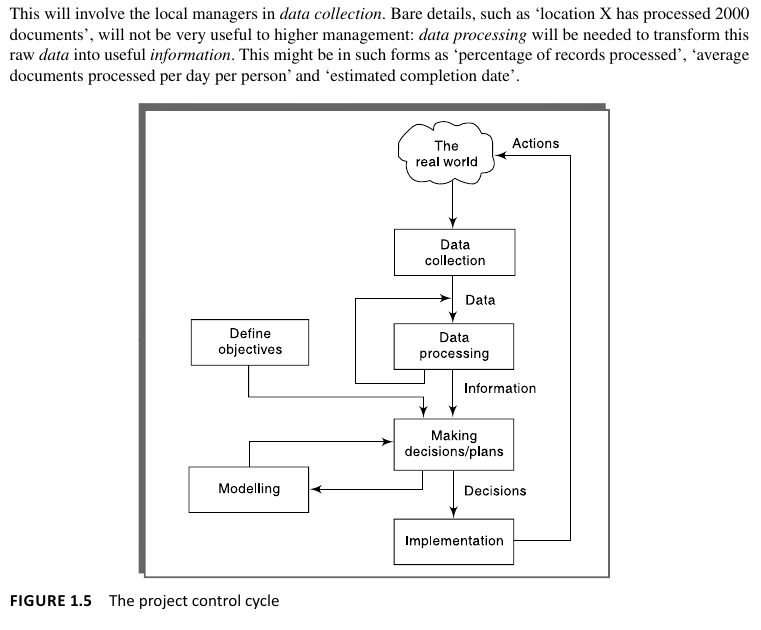 This will involve the local managers in data collection. Bare details, such as ‘location X has processed 2000
documents’, will not be very useful to higher management: data processing will be needed to transform this
raw data into useful information. This might be in such forms as ‘percentage of records processed’, ‘average
documents processed per day per person’ and ‘estimated completion date’.
The
real world
Actions
Data
collection
Data
Define
objectives
Data
processing
Information
Making
decisions/plans
Modelling
Decisions
Implementation
FIGURE 1.5 The project control cycle